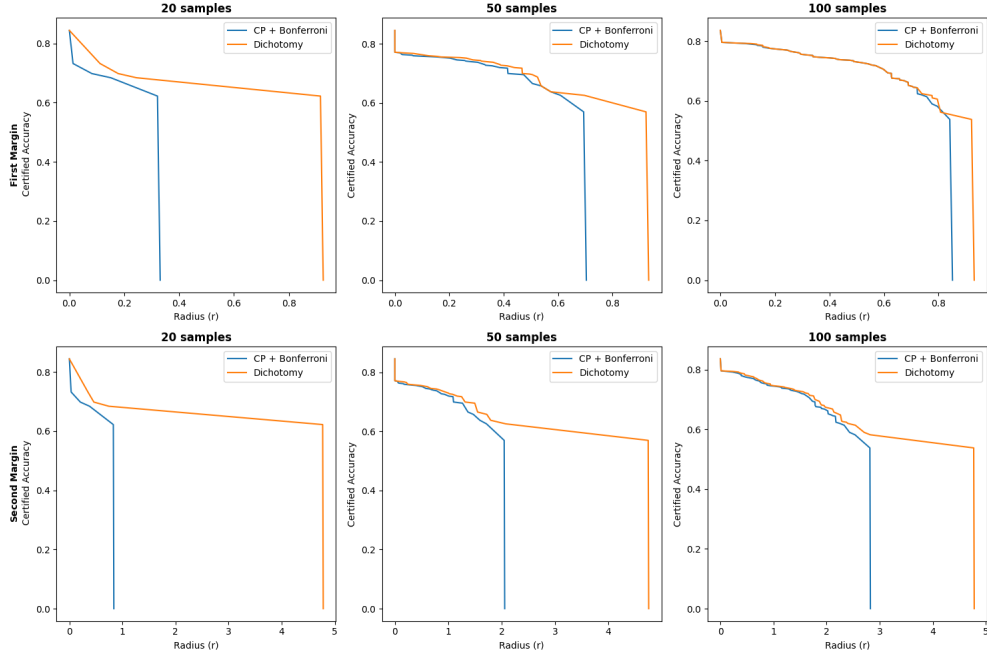 20 samples
50 samples
100 samples
First Margin
Certified Accuracy
0.8
0.6
0.4
0.2
0.0
CP + Bonferroni
Dichotomy
0.0 0.2 0.4 0.6 0.8
Radius (r)
Certified Accuracy
0.8
0.6
0.4
0.2
0.0
CP + Bonferroni
Dichotomy
0.0 0.2 0.4 0.6 0.8
Radius (r)
Certified Accuracy
0.8
0.6
0.4
0.2
0.0
CP + Bonferroni
Dichotomy
0.0 0.2 0.4 0.6 0.8
Radius (r)
20 samples
50 samples
100 samples
Second Margin
Certified Accuracy
0.8
0.6
0.4
0.2
0.0
CP + Bonferroni
Dichotomy
0 1 2 3 4 5
Radius (r)
Certified Accuracy
0.8
0.6
0.4
0.2
0.0
CP + Bonferroni
Dichotomy
0 1 2 3 4
Radius (r)
Certified Accuracy
0.8
0.6
0.4
0.2
0.0
CP + Bonferroni
Dichotomy
0 1 2 3 4 5
Radius (r)